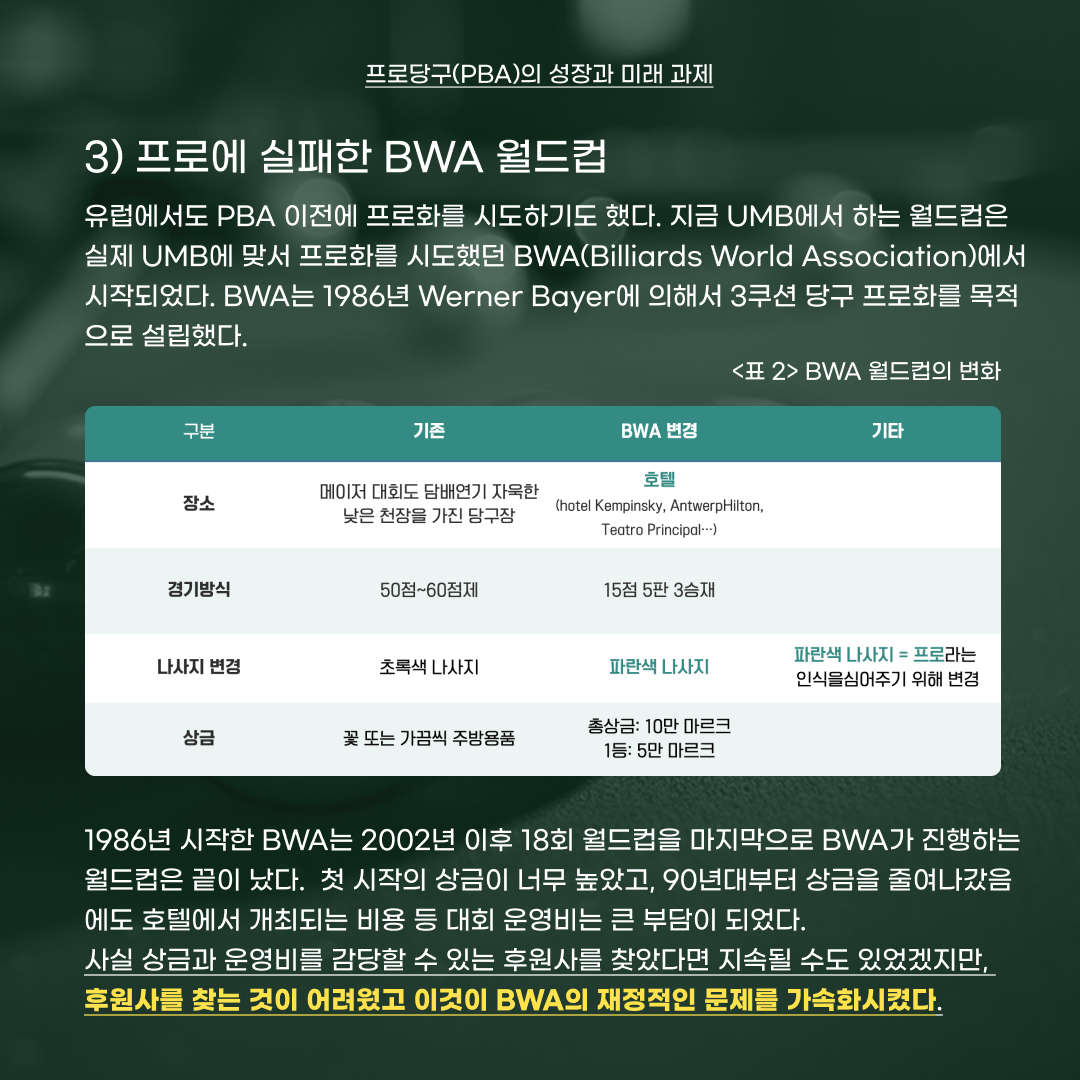 프로당구(PBA)의 성장과 미래 과제
3) 프로에 실패한 BWA 월드컵
유럽에서도 PBA 이전에 프로화를 시도하기도 했다. 지금 UMB에서 하는 월드컵은
실제 UMB에 맞서 프로화를 시도했던 BWA(Billiards World Association)에서
시작되었다. BWA는 1986년 Werner Bayer에 의해서 3쿠션 당구 프로화를 목적
으로 설립했다.
<표 2> BWA 월드컵의 변화
구분 기존 BWA 변경 기타
장소
메이저 대회도 담배연기 자욱한
낮은 천장을 가진 당구장
호텔
(hotel Kempinsky, AntwerpHilton,
Teatro Principal…)
경기방식 50점~60점제 15점 5판 3승재
나사지 변경 초록색 나사지 파란색 나사지
파란색 나사지 = 프로라는
인식을심어주기 위해 변경
상금 꽃 또는 가끔씩 주방용품
총상금: 10만 마르크
1등: 5만 마르크
1986년 시작한 BWA는 2002년 이후 18회 월드컵을 마지막으로 BWA가 진행하는
월드컵은 끝이 났다.  첫 시작의 상금이 너무 높았고, 90년대부터 상금을 줄여나갔음
에도 호텔에서 개최되는 비용 등 대회 운영비는 큰 부담이 되었다.
사실 상금과 운영비를 감당할 수 있는 후원사를 찾았다면 지속될 수도 있었겠지만,
후원사를 찾는 것이 어려웠고 이것이 BWA의 재정적인 문제를 가속화시켰다.